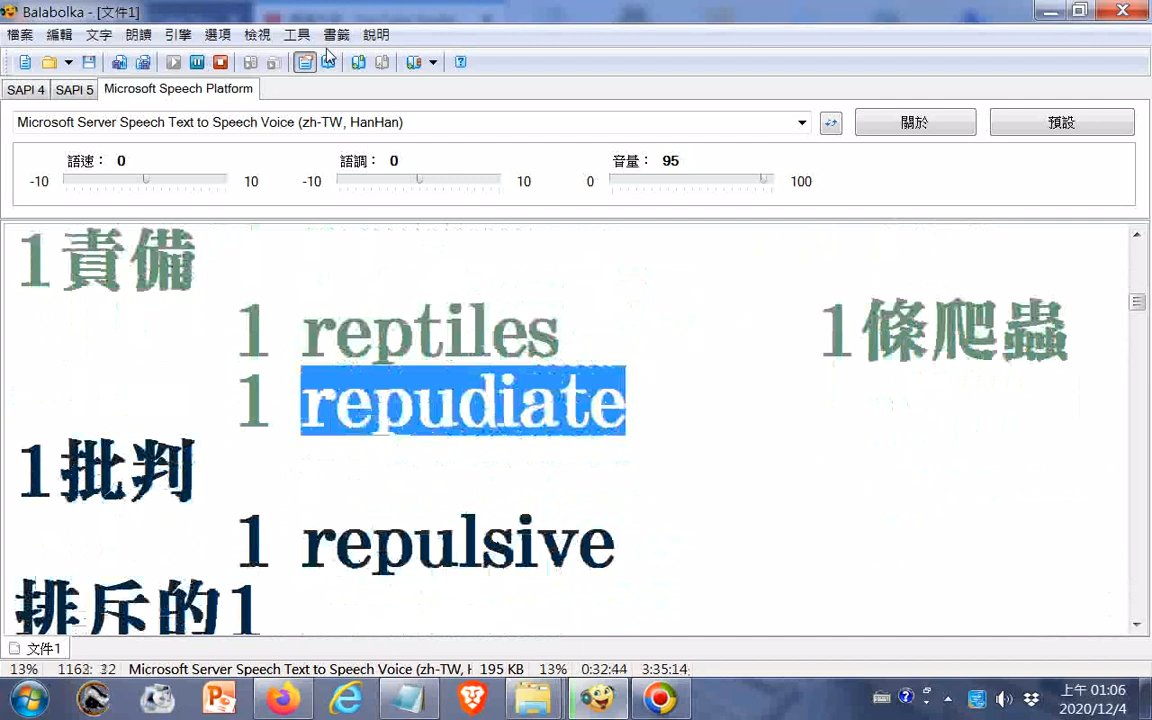 Balabolka - [文件1]
檔案 編輯 文字 朗讀 引擎 選項 檢視 工具 書籤 說明
SAPI 4 SAPI 5 Microsoft Speech Platform
Microsoft Server Speech Text to Speech Voice (zh-TW, HanHan) 關於 預設
語速： 0 語調： 0 音量： 95
-10 10 -10 10 0 100
1責備
1 reptiles 1條爬蟲
1 repudiate
1批判
1 repulsive
排斥的1
文件1
13% 1163: 32 Microsoft Server Speech Text to Speech Voice (zh-TW, H 195 KB 13% 0:32:44 3:35:14
上午 01:06
2020/12/4